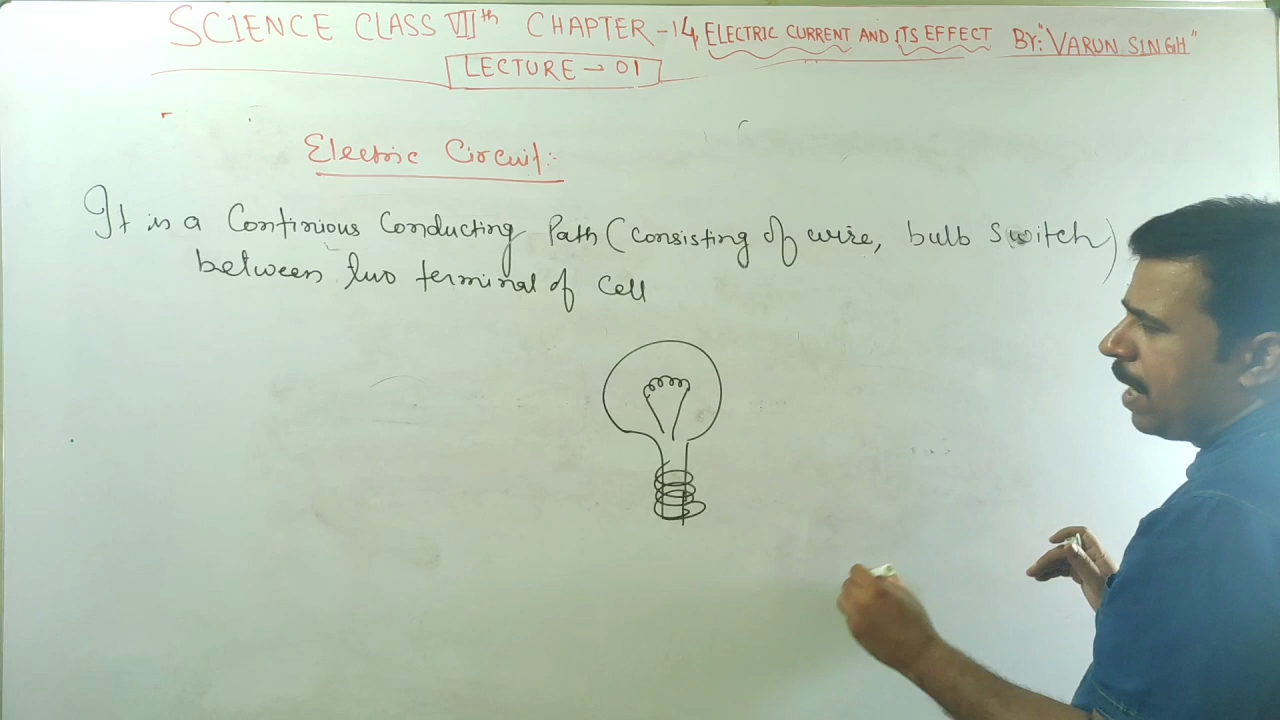 SCIENCE CLASS VIIth CHAPTER-14, ELECTRIC CURRENT AND ITS EFFECT BY:"VARUN SINGH"
LECTURE → 01
Electric Circuit:-
It is a Continious Conducting Path (consisting of wire, bulb switch)
between two terminal of cell